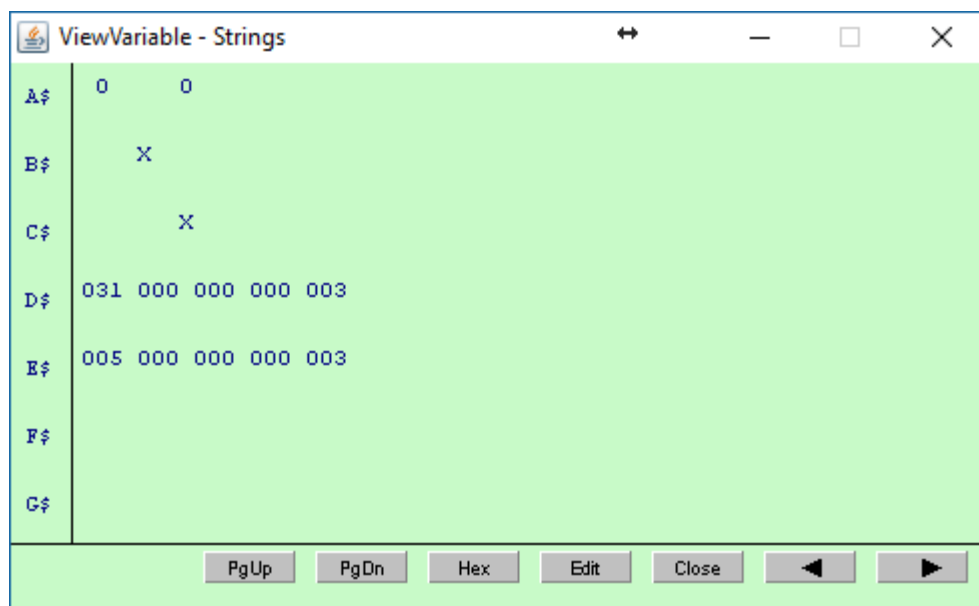 ViewVariable - Strings
A$ 0     0
B$ X
C$ X
D$ 031 000 000 000 003
E$ 005 000 000 000 003
F$
G$
PgUp PgDn Hex Edit Close